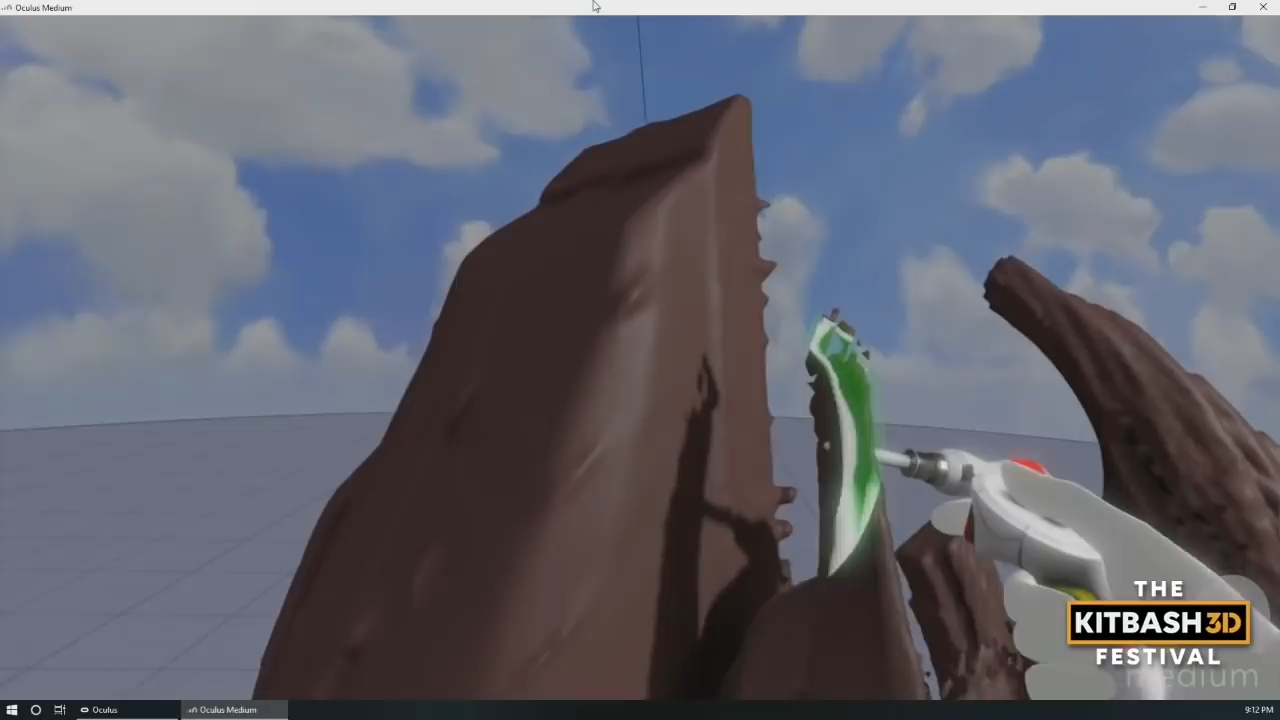 Oculus Medium
THE
KITBASH3D
FESTIVAL
medium
Oculus
Oculus Medium
9:12 PM